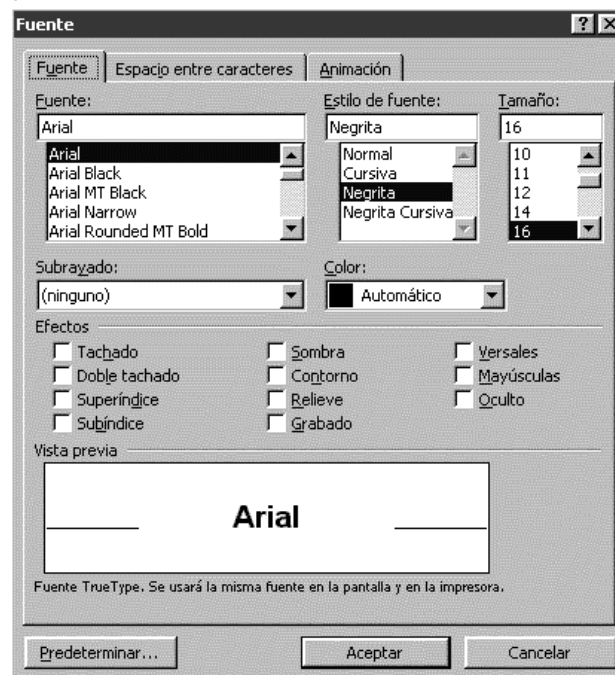 Fuente
Fuente Espacio entre caracteres Animación
Fuente: Estilo de fuente: Tamaño:
Arial Negrita 16
Arial Normal 10
Arial Black Cursiva 11
Arial MT Black Negrita 12
Arial Narrow Negrita Cursiva 14
Arial Rounded MT Bold 16
Subrayado: Color:
(ninguno) Automático
Efectos
Tachado Sombra Versales
Doble tachado Contorno Mayúsculas
Superíndice Relieve Oculto
Subíndice Grabado
Vista previa
Arial
Fuente TrueType. Se usará la misma fuente en la pantalla y en la impresora.
Predeterminar... Aceptar Cancelar